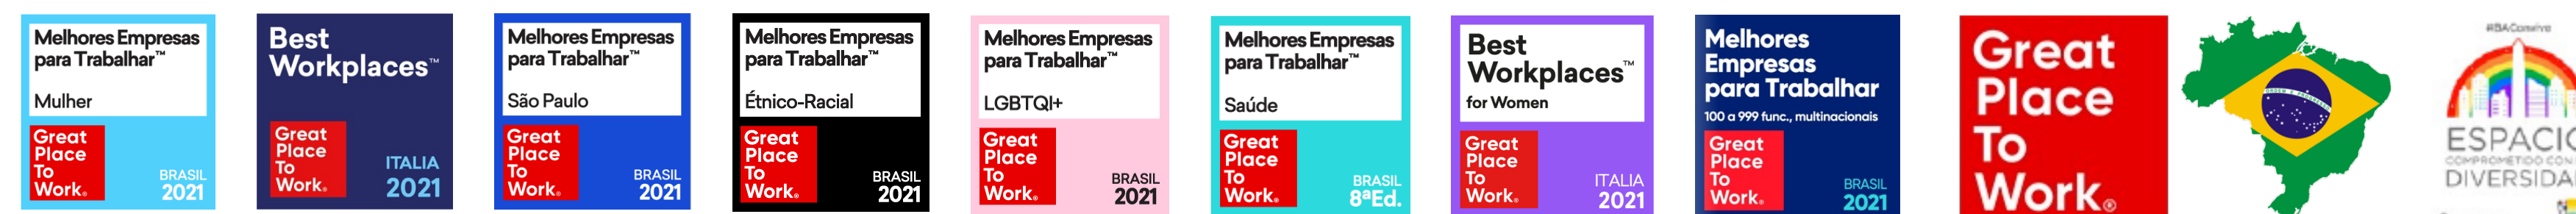 Melhores Empresas
para Trabalhar™
Mulher
Great
Place
To
Work®
BRASIL
2021
Best
Workplaces™
Great
Place
To
Work®
ITALIA
2021
Melhores Empresas
para Trabalhar™
São Paulo
Great
Place
To
Work®
BRASIL
2021
Melhores Empresas
para Trabalhar™
Étnico-Racial
Great
Place
To
Work®
BRASIL
2021
Melhores Empresas
para Trabalhar™
LGBTQI+
Great
Place
To
Work®
BRASIL
2021
Melhores Empresas
para Trabalhar™
Saúde
Great
Place
To
Work®
BRASIL
8ªEd.
Best
Workplaces™
for Women
Great
Place
To
Work®
ITALIA
2021
Melhores
Empresas
para Trabalhar
100 a 999 func., multinacionais
Great
Place
To
Work®
BRASIL
2021
Great
Place
To
Work®
ORDEM E PROGRESSO
#BAConvive
ESPACIO
COMPROMETIDO CON
DIVERSIDA